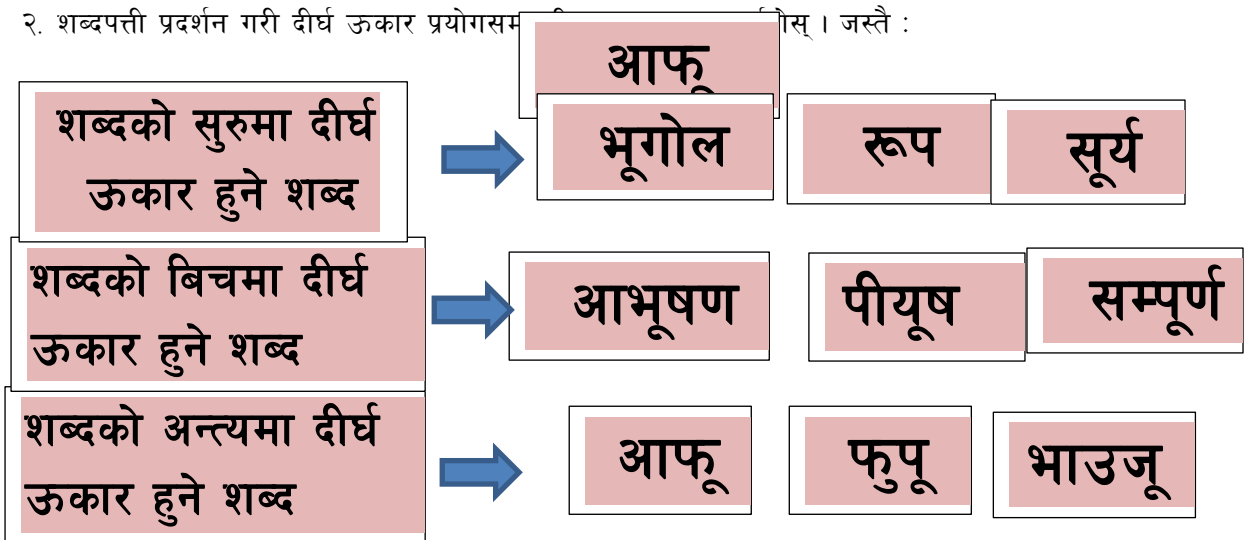 २. शब्दपत्ती प्रदर्शन गरी दीर्घ ऊकार प्रयोगसम
जस्तै :
आफू
शब्दको सुरुमा दीर्घ
ऊकार हुने शब्द
भूगोल रूप सूर्य
शब्दको बिचमा दीर्घ
ऊकार हुने शब्द
आभूषण पीयूष सम्पूर्ण
शब्दको अन्त्यमा दीर्घ
ऊकार हुने शब्द
आफू फुपू भाउजू